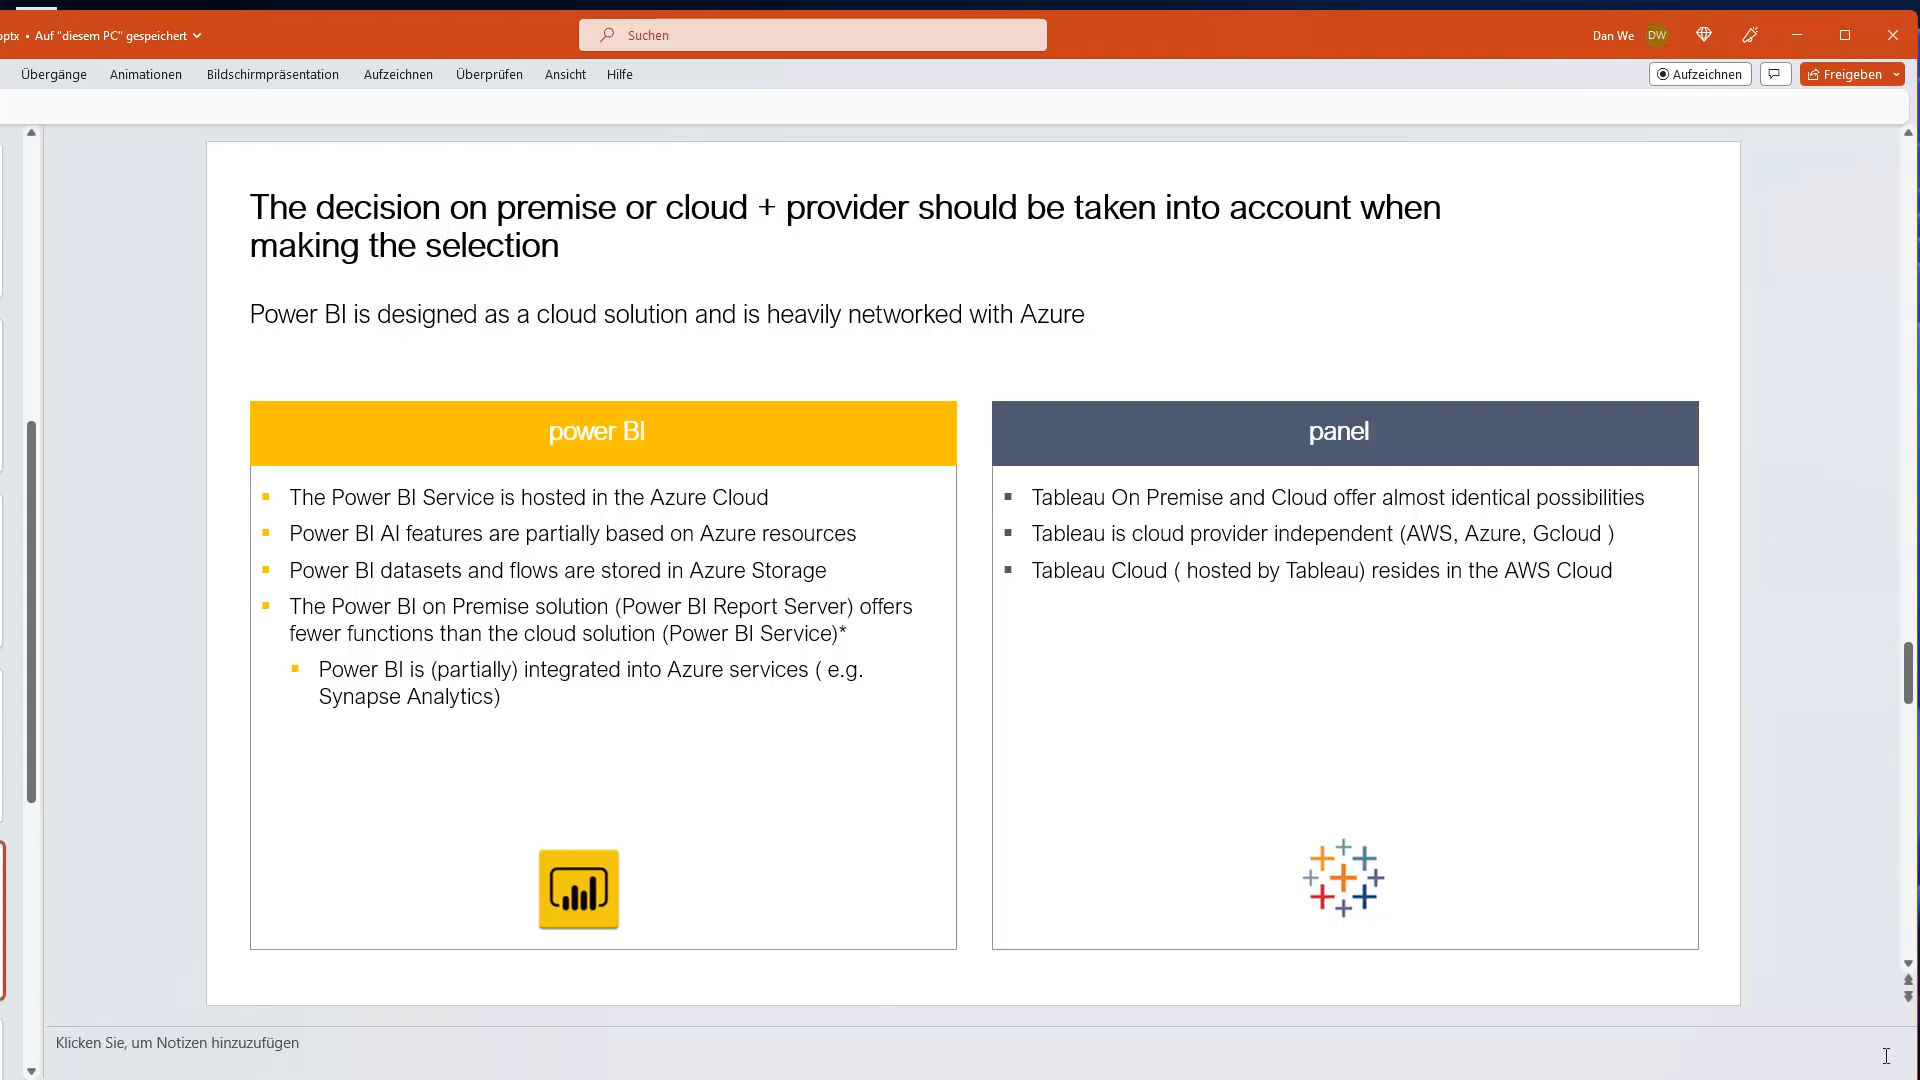 pptx • Auf "diesem PC" gespeichert
Suchen
Dan We DW
Übergänge Animationen Bildschirmpräsentation Aufzeichnen Überprüfen Ansicht Hilfe
Aufzeichnen Freigeben
The decision on premise or cloud + provider should be taken into account when
making the selection
Power BI is designed as a cloud solution and is heavily networked with Azure
power BI
▪ The Power BI Service is hosted in the Azure Cloud
▪ Power BI AI features are partially based on Azure resources
▪ Power BI datasets and flows are stored in Azure Storage
▪ The Power BI on Premise solution (Power BI Report Server) offers
fewer functions than the cloud solution (Power BI Service)*
▪ Power BI is (partially) integrated into Azure services ( e.g.
Synapse Analytics)
panel
▪ Tableau On Premise and Cloud offer almost identical possibilities
▪ Tableau is cloud provider independent (AWS, Azure, Gcloud )
▪ Tableau Cloud ( hosted by Tableau) resides in the AWS Cloud
Klicken Sie, um Notizen hinzuzufügen